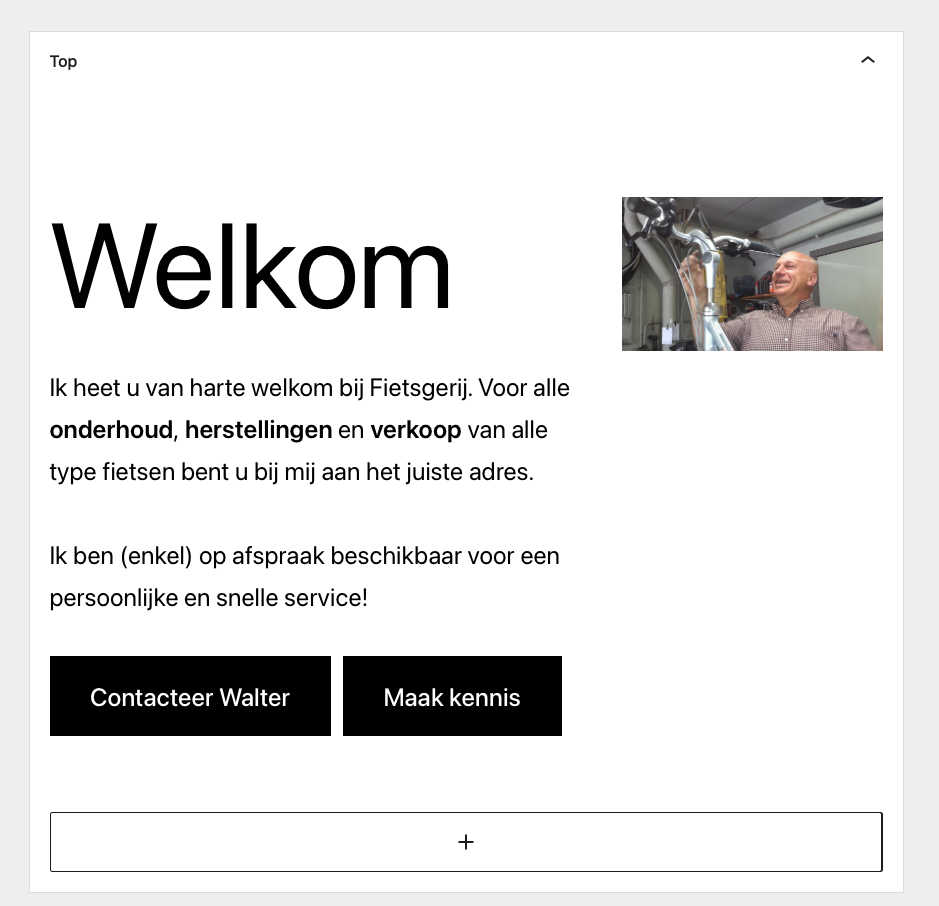 Top
Welkom
Ik heet u van harte welkom bij Fietsgerij. Voor alle
onderhoud, herstellingen en verkoop van alle
type fietsen bent u bij mij aan het juiste adres.
Ik ben (enkel) op afspraak beschikbaar voor een
persoonlijke en snelle service!
Contacteer Walter
Maak kennis